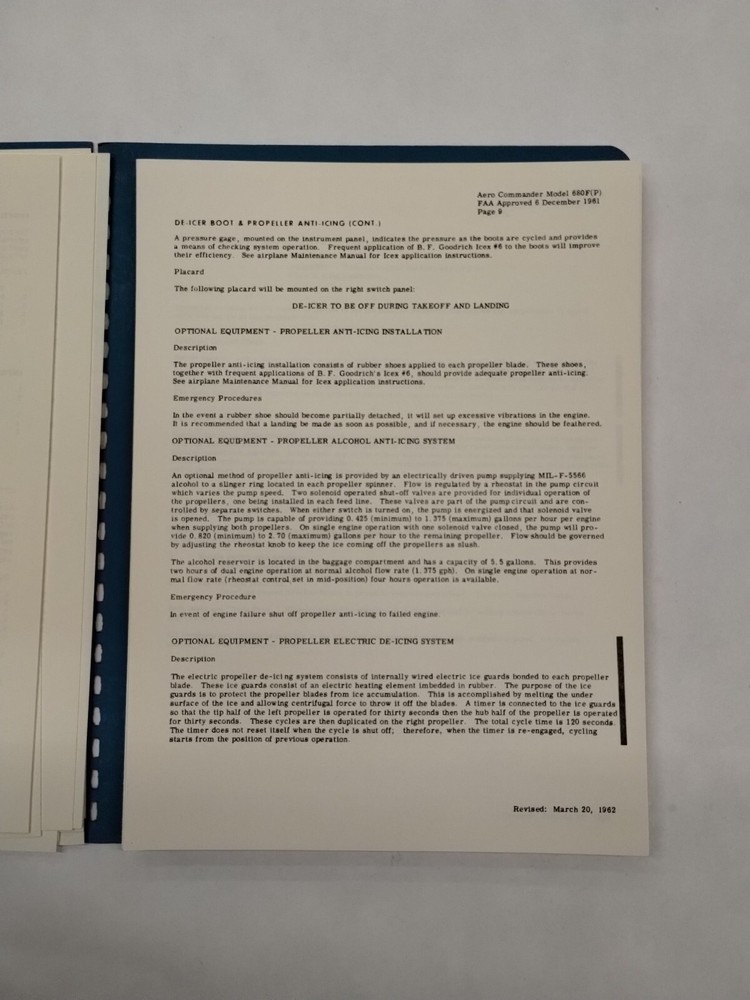 Aero Commander Model 680F(P)
FAA Approved 6 December 1961
Page 9
DE-ICER BOOT & PROPELLER ANTI-ICING (CONT.)
A pressure gage, mounted on the instrument panel, indicates the pressure as the boots are cycled and provides
a means of checking system operation. Frequent application of B. F. Goodrich Icex #6 to the boots will improve
their efficiency. See airplane Maintenance Manual for Icex application instructions.
Placard
The following placard will be mounted on the right switch panel:
DE-ICER TO BE OFF DURING TAKEOFF AND LANDING
OPTIONAL EQUIPMENT - PROPELLER ANTI-ICING INSTALLATION
Description
The propeller anti-icing installation consists of rubber shoes applied to each propeller blade. These shoes,
together with frequent applications of B. F. Goodrich's Icex #6, should provide adequate propeller anti-icing.
See airplane Maintenance Manual for Icex application instructions.
Emergency Procedures
In the event a rubber shoe should become partially detached, it will set up excessive vibrations in the engine.
It is recommended that a landing be made as soon as possible, and if necessary, the engine should be feathered.
OPTIONAL EQUIPMENT - PROPELLER ALCOHOL ANTI-ICING SYSTEM
Description
An optional method of propeller anti-icing is provided by an electrically driven pump supplying MIL-F-5566
alcohol to a slinger ring located in each propeller spinner. Flow is regulated by a rheostat in the pump circuit
which varies the pump speed. Two solenoid operated shut-off valves are provided for individual operation of
the propellers, one being installed in each feed line. These valves are part of the pump circuit and are con-
trolled by separate switches. When either switch is turned on, the pump is energized and that solenoid valve
is opened. The pump is capable of providing 0.425 (minimum) to 1.375 (maximum) gallons per hour per engine
when supplying both propellers. On single engine operation with one solenoid valve closed, the pump will pro-
vide 0.820 (minimum) to 2.70 (maximum) gallons per hour to the remaining propeller. Flow should be governed
by adjusting the rheostat knob to keep the ice coming off the propellers as slush.
The alcohol reservoir is located in the baggage compartment and has a capacity of 5.5 gallons. This provides
two hours of dual engine operation at normal alcohol flow rate (1.375 gph). On single engine operation at nor-
mal flow rate (rheostat control set in mid-position) four hours operation is available.
Emergency Procedure
In event of engine failure shut off propeller anti-icing to failed engine.
OPTIONAL EQUIPMENT - PROPELLER ELECTRIC DE-ICING SYSTEM
Description
The electric propeller de-icing system consists of internally wired electric ice guards bonded to each propeller
blade. These ice guards consist of an electric heating element imbedded in rubber. The purpose of the ice
guards is to protect the propeller blades from ice accumulation. This is accomplished by melting the under
surface of the ice and allowing centrifugal force to throw it off the blades. A timer is connected to the ice guards
so that the tip half of the left propeller is operated for thirty seconds then the hub half of the propeller is operated
for thirty seconds. These cycles are then duplicated on the right propeller. The total cycle time is 120 seconds.
The timer does not reset itself when the cycle is shut off; therefore, when the timer is re-engaged, cycling
starts from the position of previous operation.
Revised: March 20, 1962